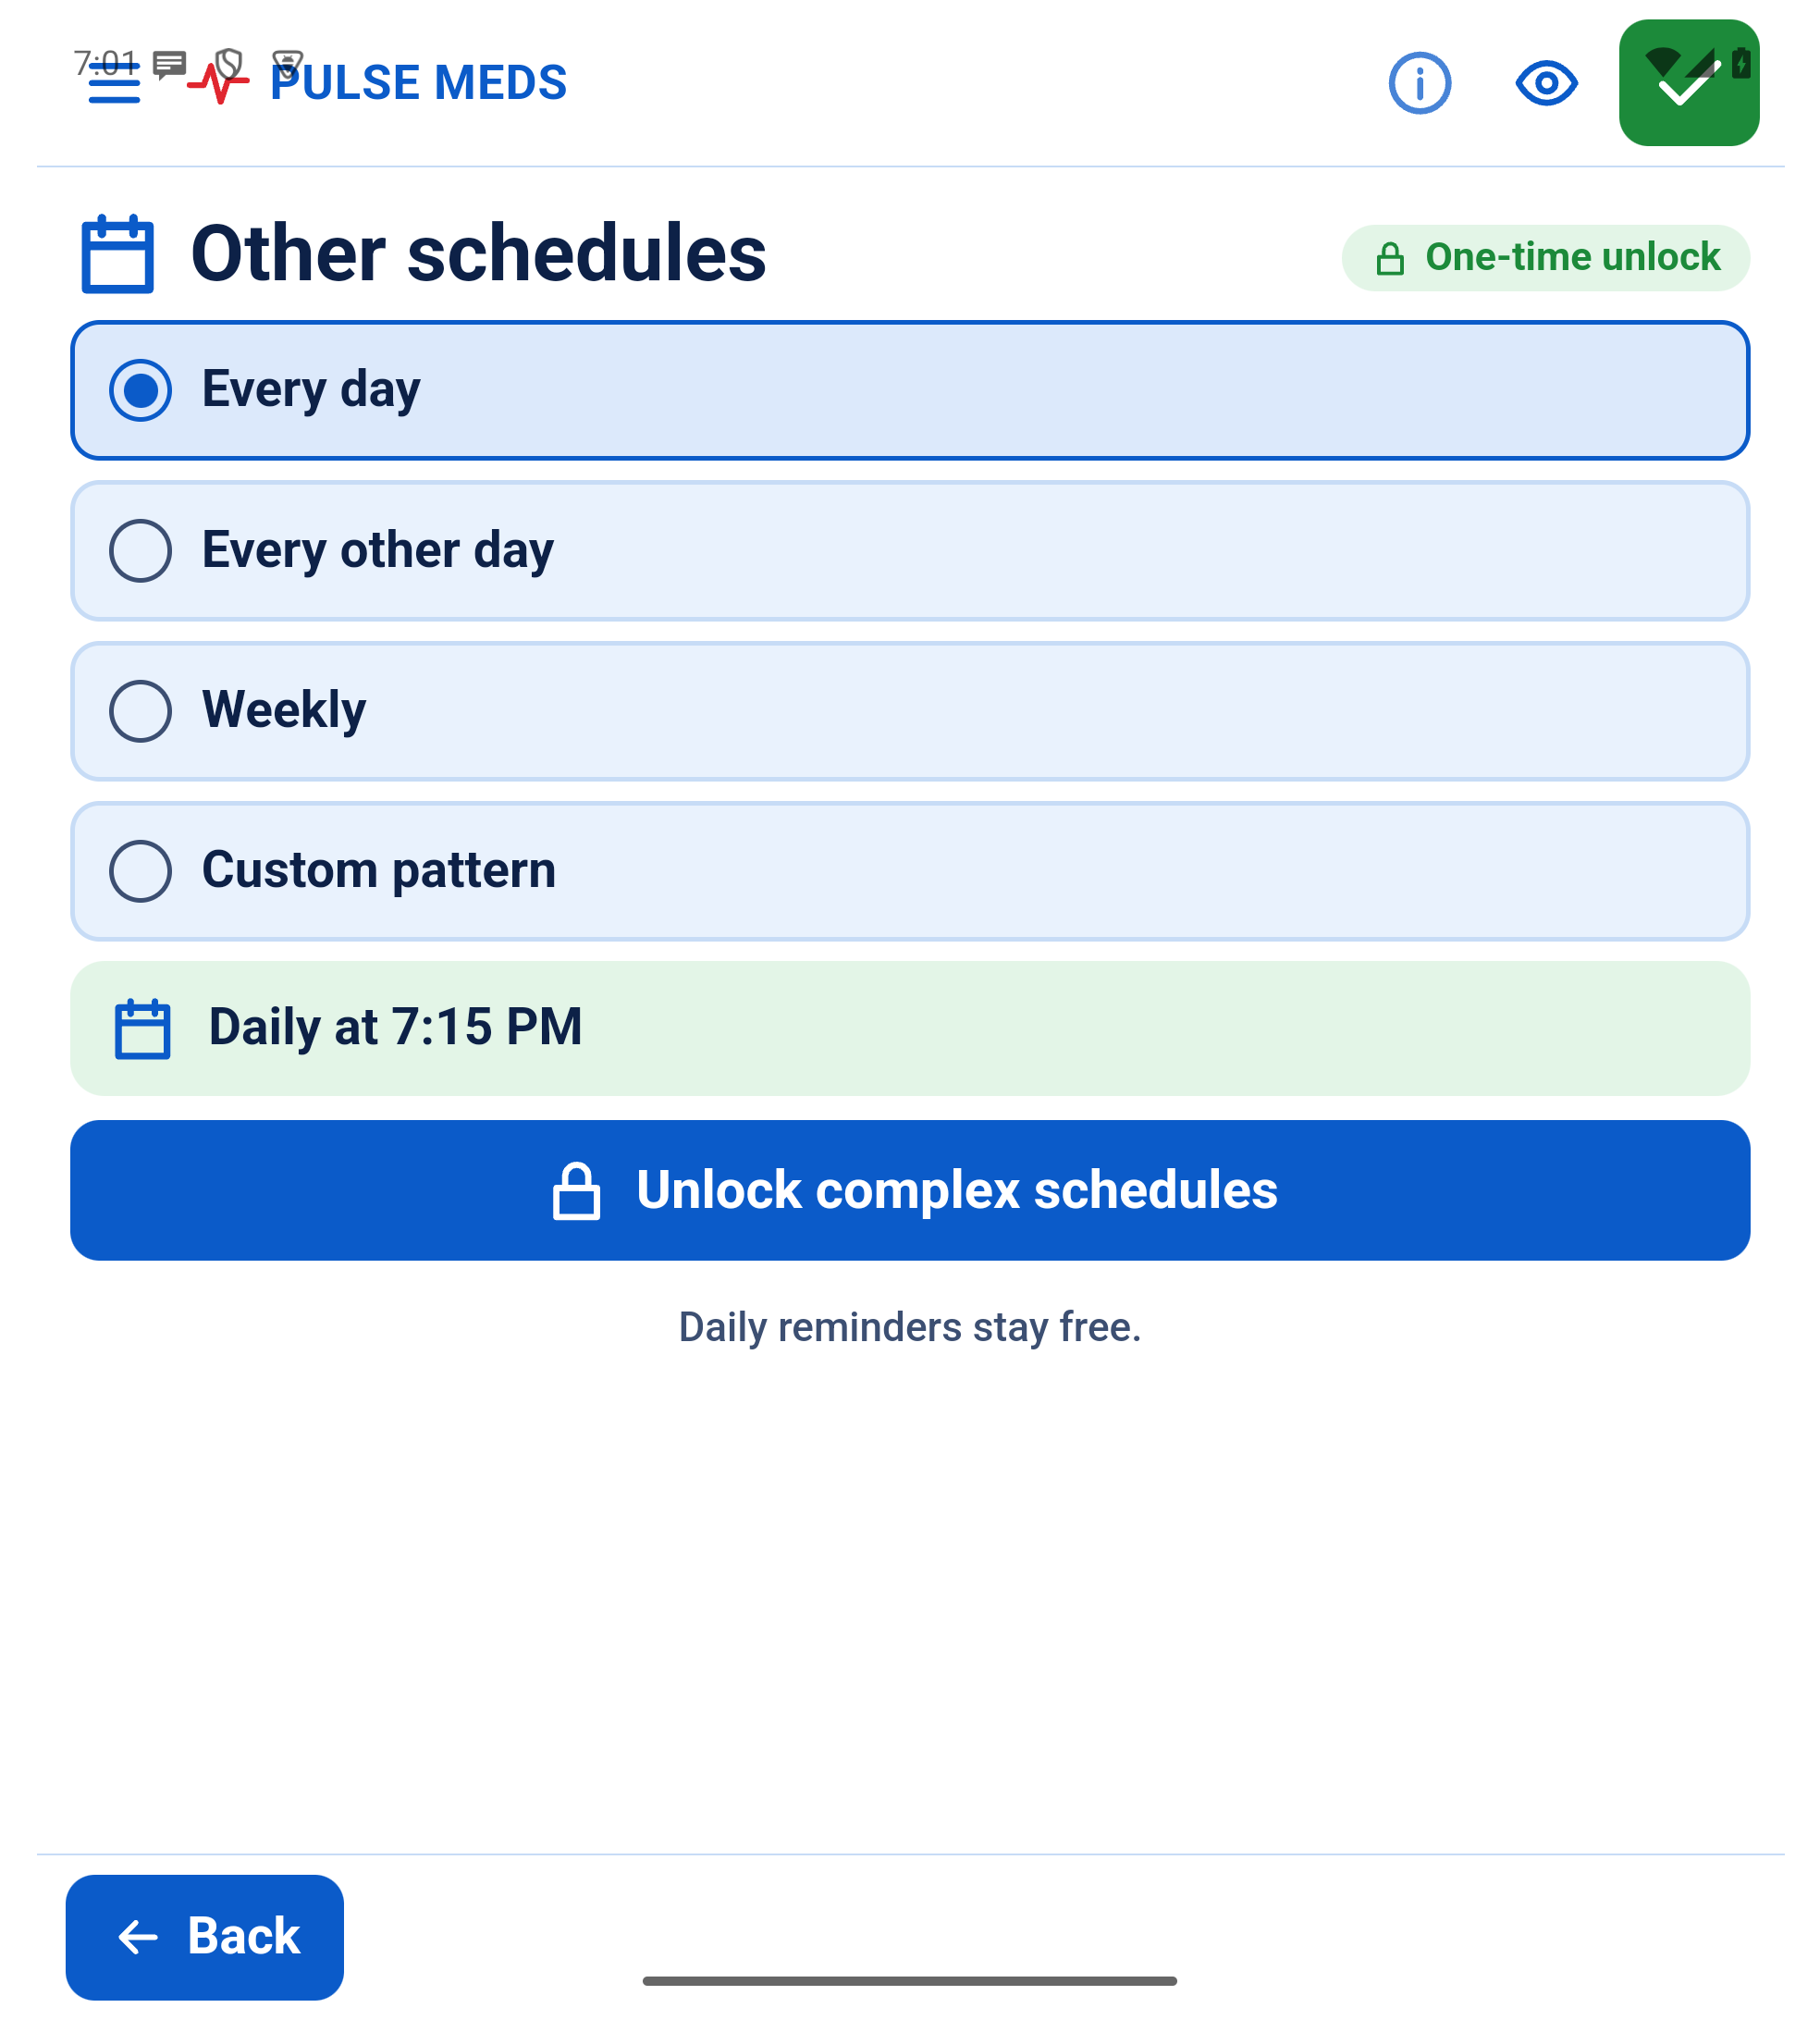 7:01
PULSE MEDS
Other schedules
One-time unlock
Every day
Every other day
Weekly
Custom pattern
Daily at 7:15 PM
Unlock complex schedules
Daily reminders stay free.
Back